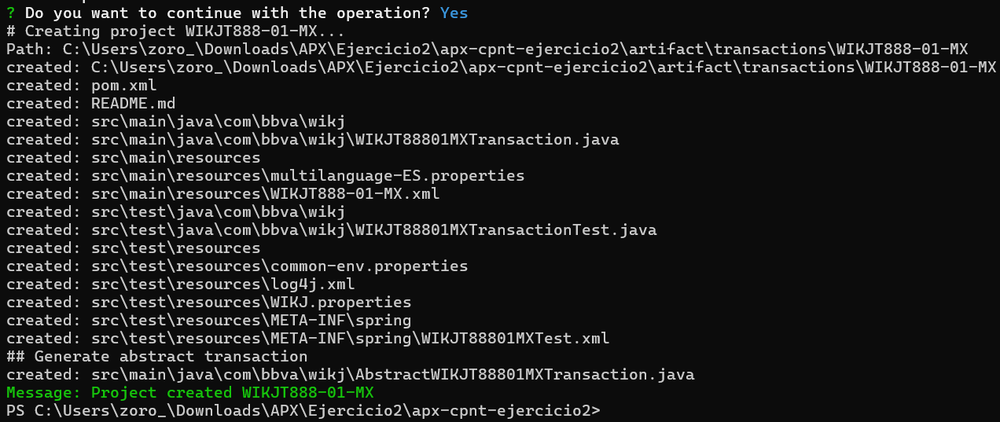 ? Do you want to continue with the operation? Yes
# Creating project WIKJT888-01-MX...
Path: C:\Users\zoro_\Downloads\APX\Ejercicio2\apx-cpnt-ejercicio2\artifact\transactions\WIKJT888-01-MX
created: C:\Users\zoro_\Downloads\APX\Ejercicio2\apx-cpnt-ejercicio2\artifact\transactions\WIKJT888-01-MX
created: pom.xml
created: README.md
created: src\main\java\com\bbva\wikj
created: src\main\java\com\bbva\wikj\WIKJT88801MXTransaction.java
created: src\main\resources
created: src\main\resources\multilanguage-ES.properties
created: src\main\resources\WIKJT888-01-MX.xml
created: src\test\java\com\bbva\wikj
created: src\test\java\com\bbva\wikj\WIKJT88801MXTransactionTest.java
created: src\test\resources
created: src\test\resources\common-env.properties
created: src\test\resources\log4j.xml
created: src\test\resources\WIKJ.properties
created: src\test\resources\META-INF\spring
created: src\test\resources\META-INF\spring\WIKJT88801MXTest.xml
## Generate abstract transaction
created: src\main\java\com\bbva\wikj\AbstractWIKJT88801MXTransaction.java
Message: Project created WIKJT888-01-MX
PS C:\Users\zoro_\Downloads\APX\Ejercicio2\apx-cpnt-ejercicio2>